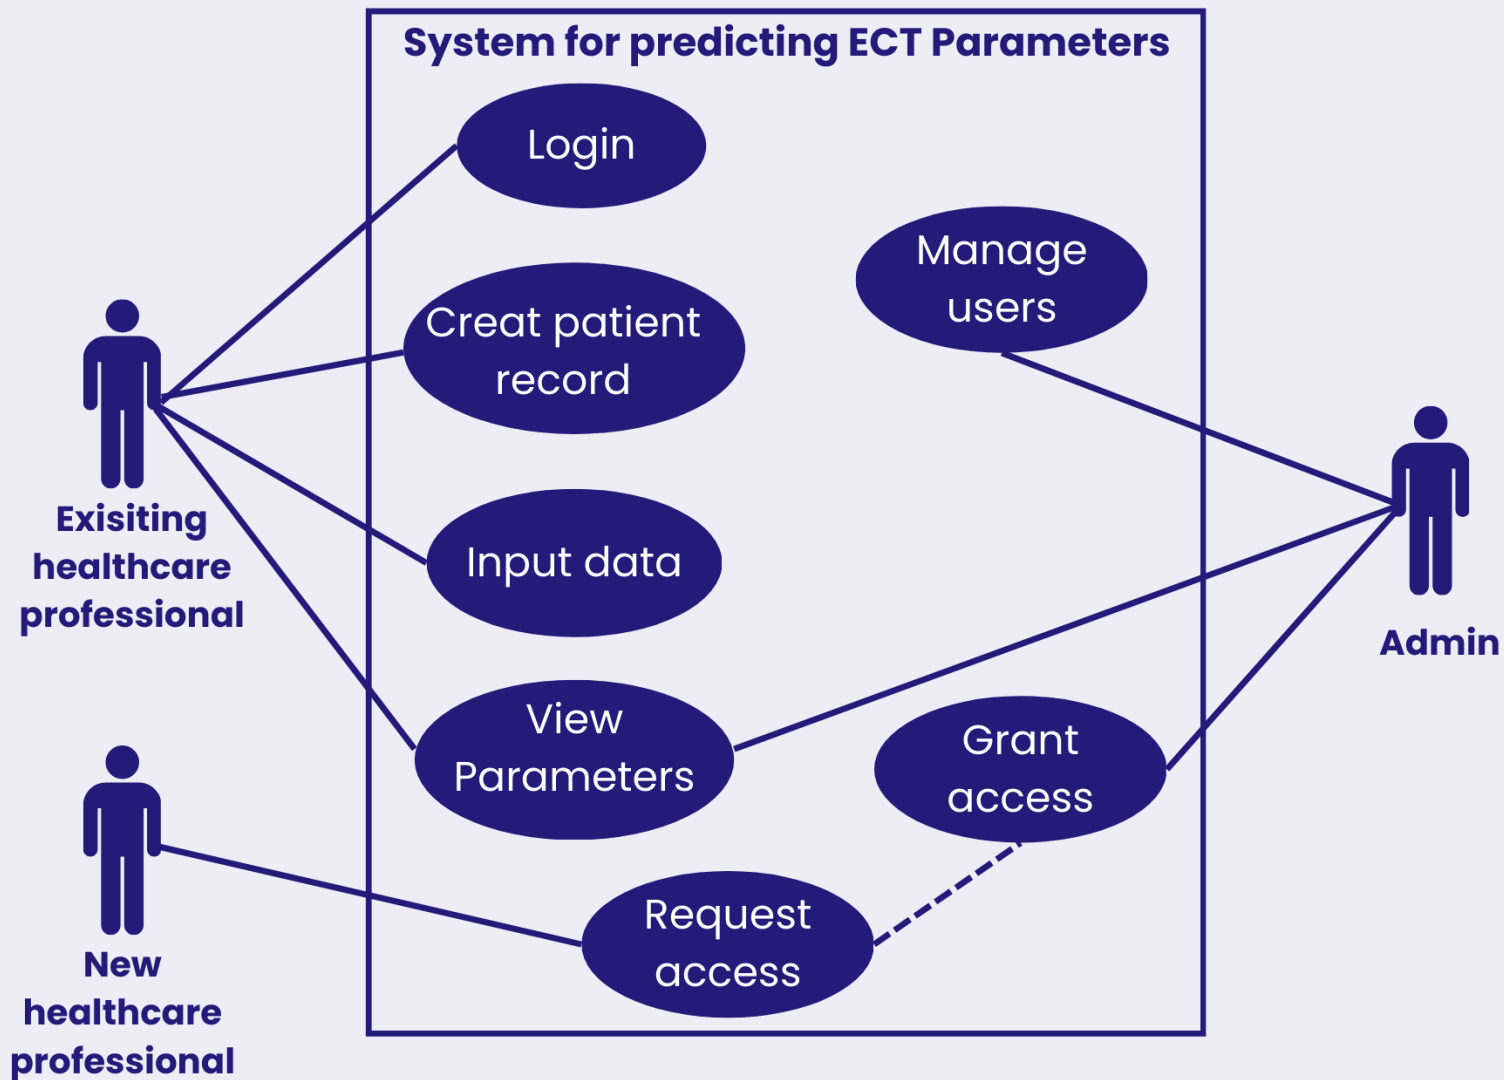 System for predicting ECT Parameters
Login
Creat patient
record
Input data
View
Parameters
Request
access
Manage
users
Grant
access
Exisiting
healthcare
professional
New
healthcare
professional
Admin